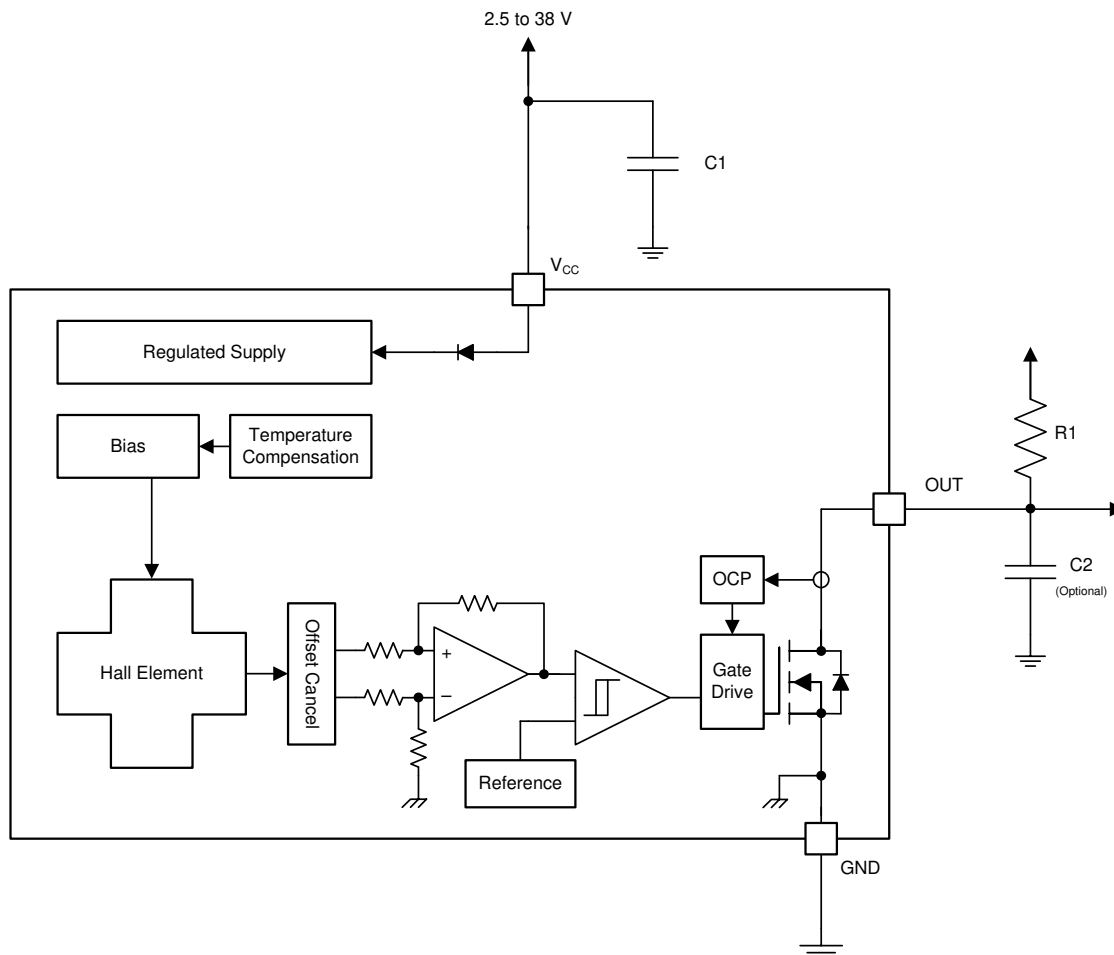 2.5 to 38 V
C1
VCC
Regulated Supply
Bias
Temperature
Compensation
R1
OUT
C2
(Optional)
OCP
Hall Element
Offset Cancel
+
–
Gate
Drive
Reference
GND